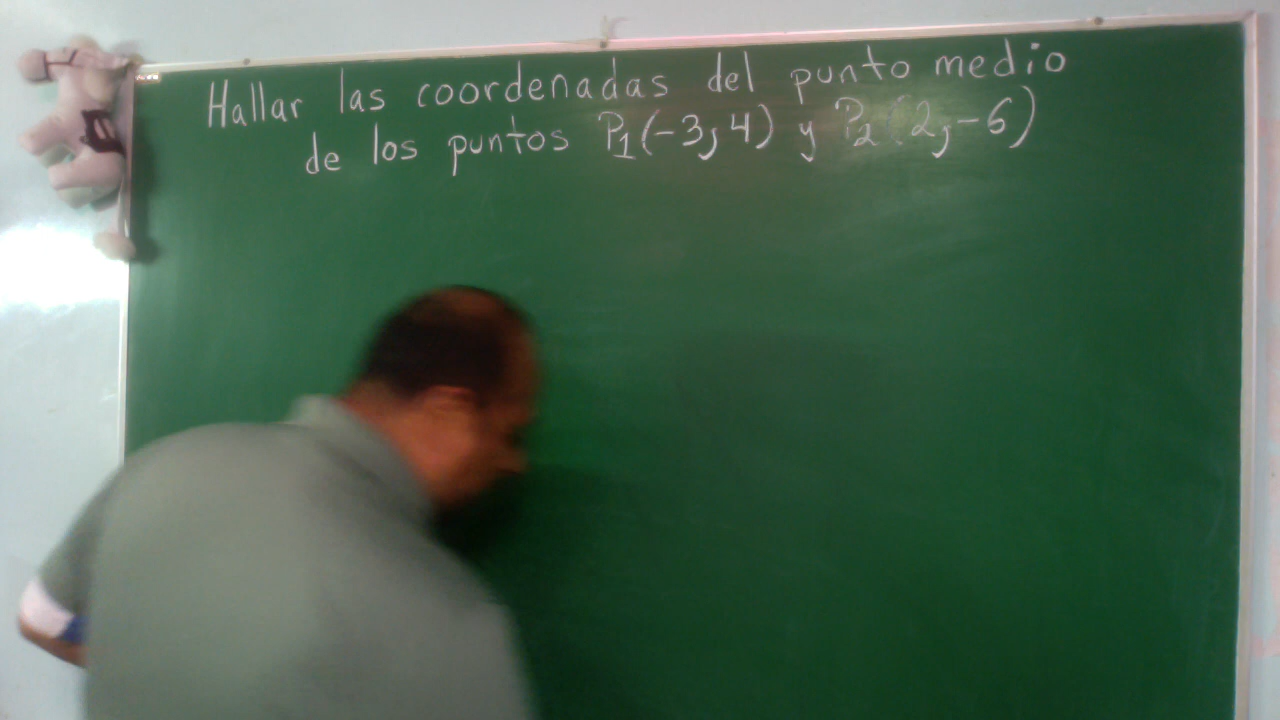 Hallar las coordenadas del punto medio
de los puntos P₁(-3,4) y P₂(2,-6)